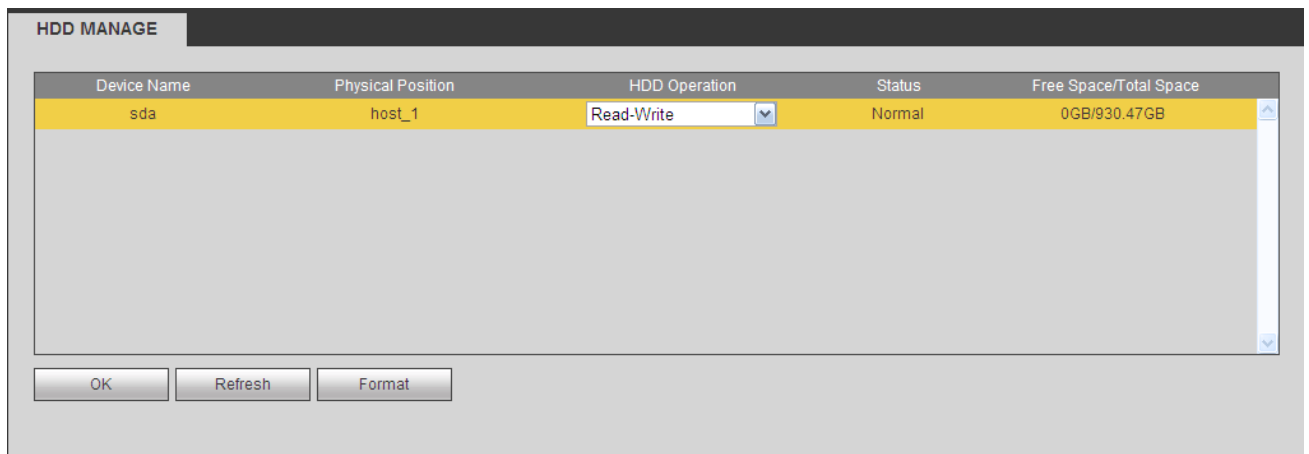 HDD MANAGE
Device Name Physical Position HDD Operation Status Free Space/Total Space
sda host_1 Read-Write Normal 0GB/930.47GB
OK Refresh Format